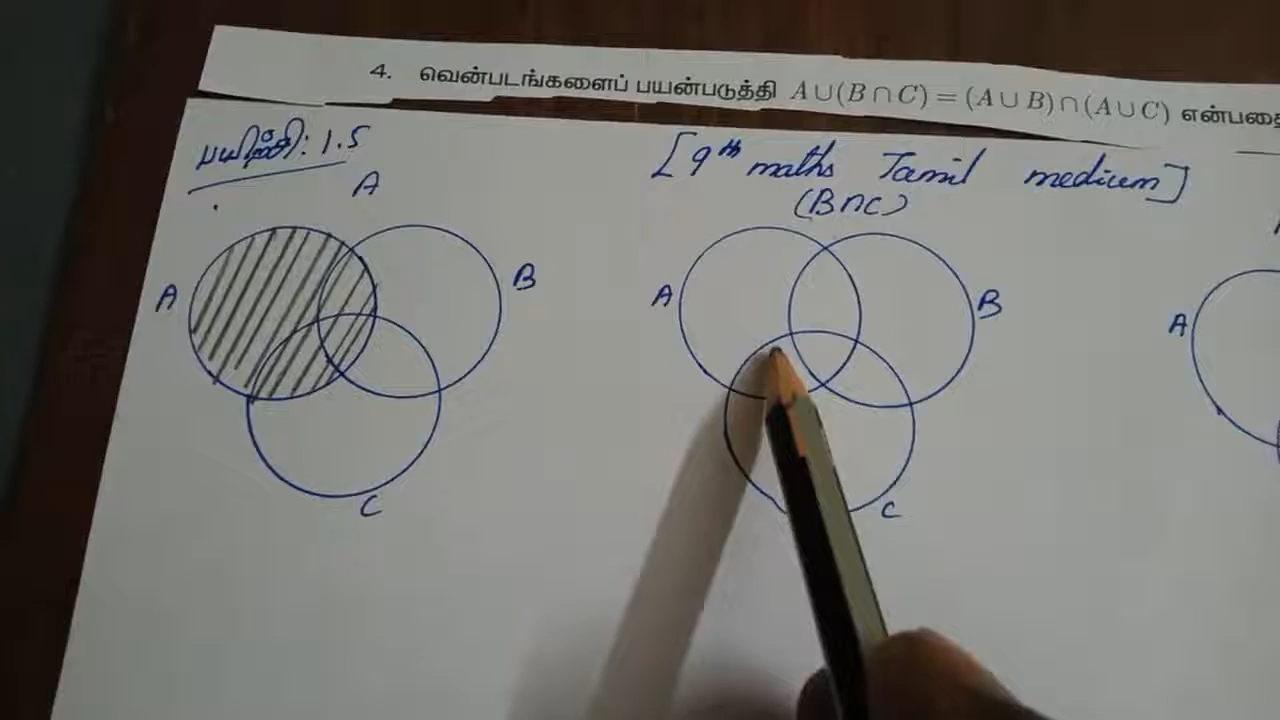 4. வென்படங்களைப் பயன்படுத்தி A∪(B∩C)=(A∪B)∩(A∪C) என்பதை
பயிற்சி: 1.5
[9th maths Tamil medium]
A
(B∩C)
A
B
C
A
B
C
A